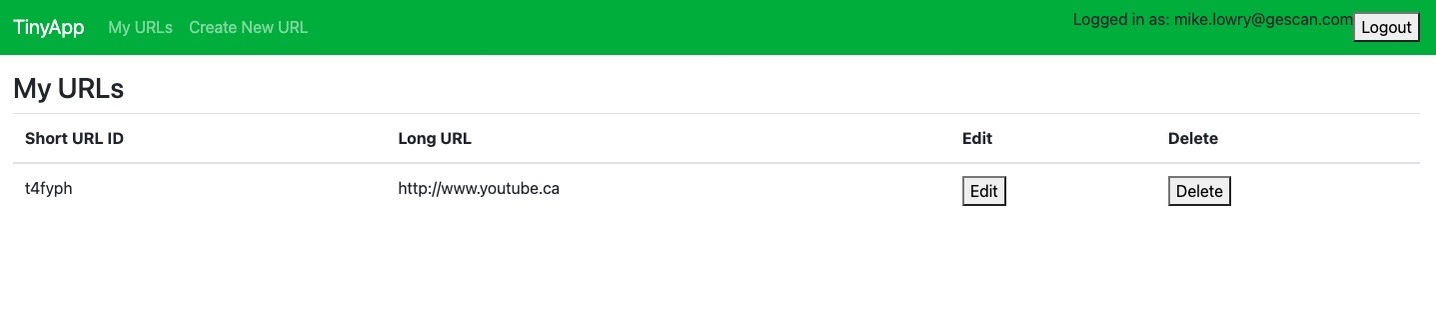 TinyApp My URLs Create New URL Logged in as: mike.lowry@gescan.com Logout
My URLs
Short URL ID Long URL Edit Delete
t4fyph http://www.youtube.ca Edit Delete